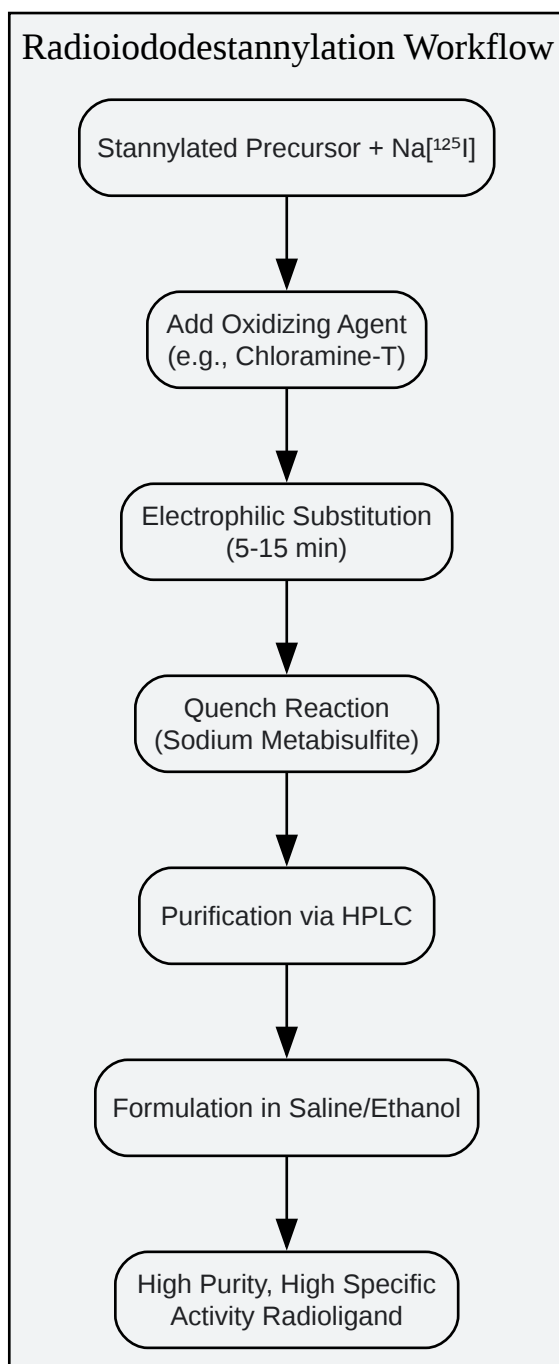 Radioiododestannylation Workflow
Stannylated Precursor + Na[¹²⁵I]
Add Oxidizing Agent
(e.g., Chloramine-T)
Electrophilic Substitution
(5-15 min)
Quench Reaction
(Sodium Metabisulfite)
Purification via HPLC
Formulation in Saline/Ethanol
High Purity, High Specific
Activity Radioligand